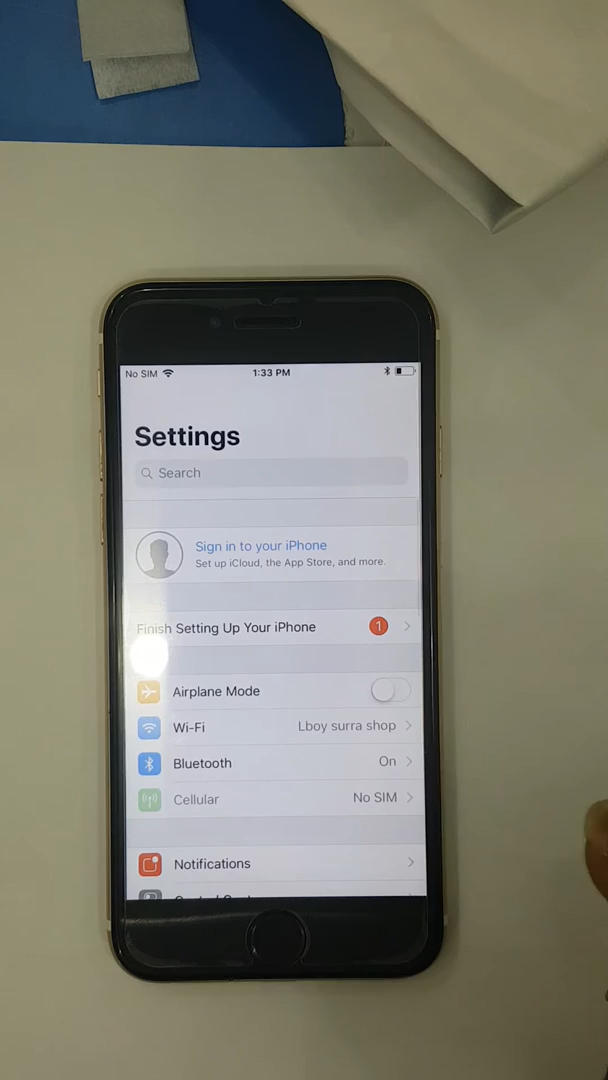 No SIM 1:33 PM
Settings
Search
Sign in to your iPhone
Set up iCloud, the App Store, and more.
Finish Setting Up Your iPhone 1
Airplane Mode
Wi-Fi Lboy surra shop
Bluetooth On
Cellular No SIM
Notifications